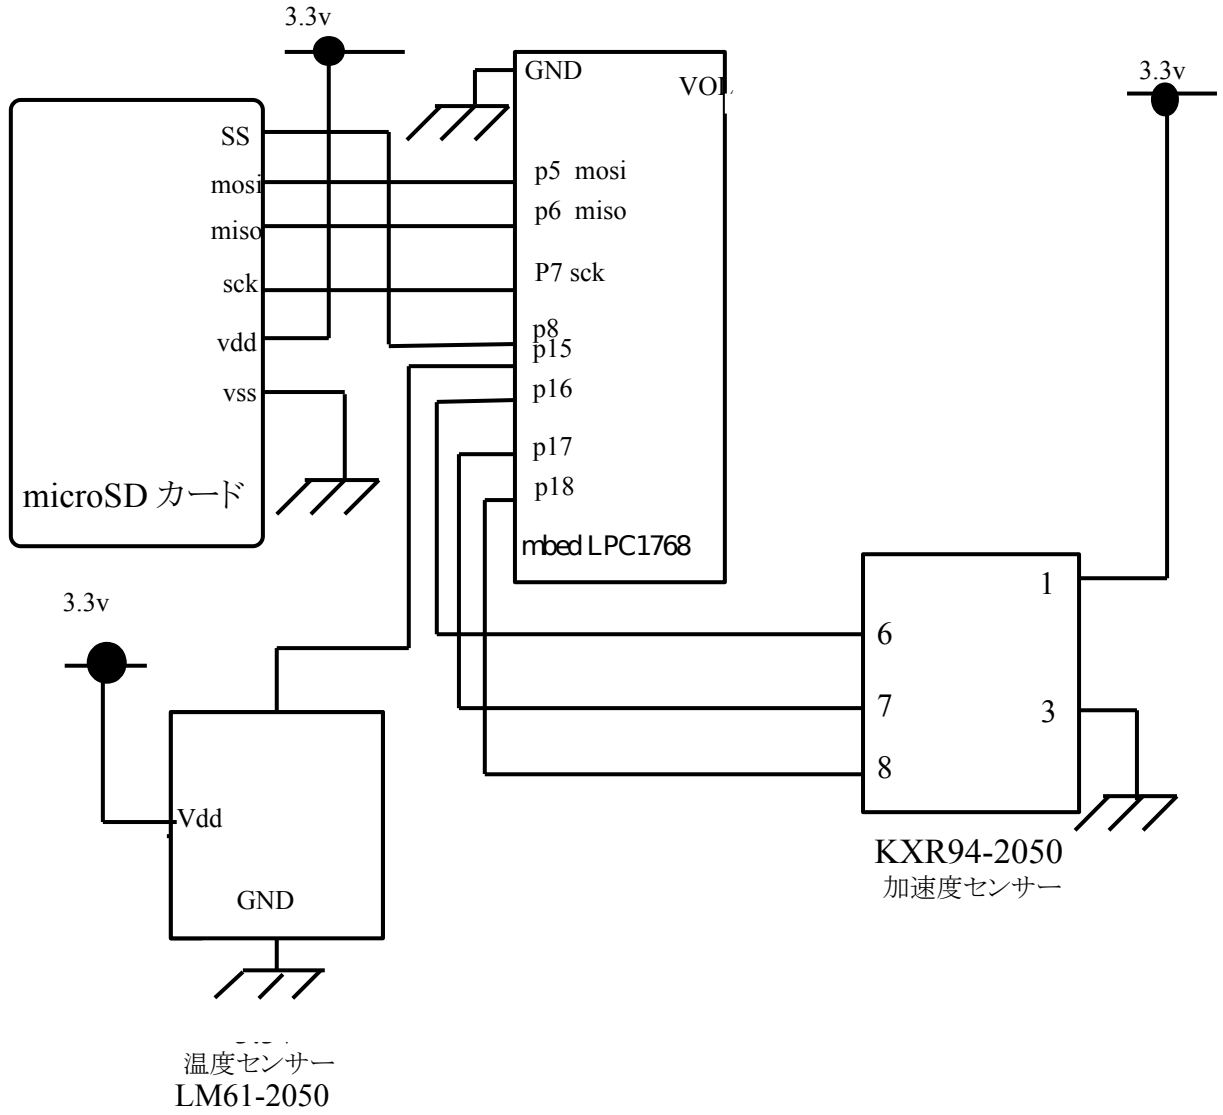 3.3v
GND
VOL
3.3v
SS
mosi
miso
sck
vdd
vss
microSD カード
p5 mosi
p6 miso
P7 sck
p8
p15
p16
p17
p18
mbed LPC1768
3.3v
Vdd
GND
1
3
6
7
8
KXR94-2050
加速度センサー
温度センサー
LM61-2050